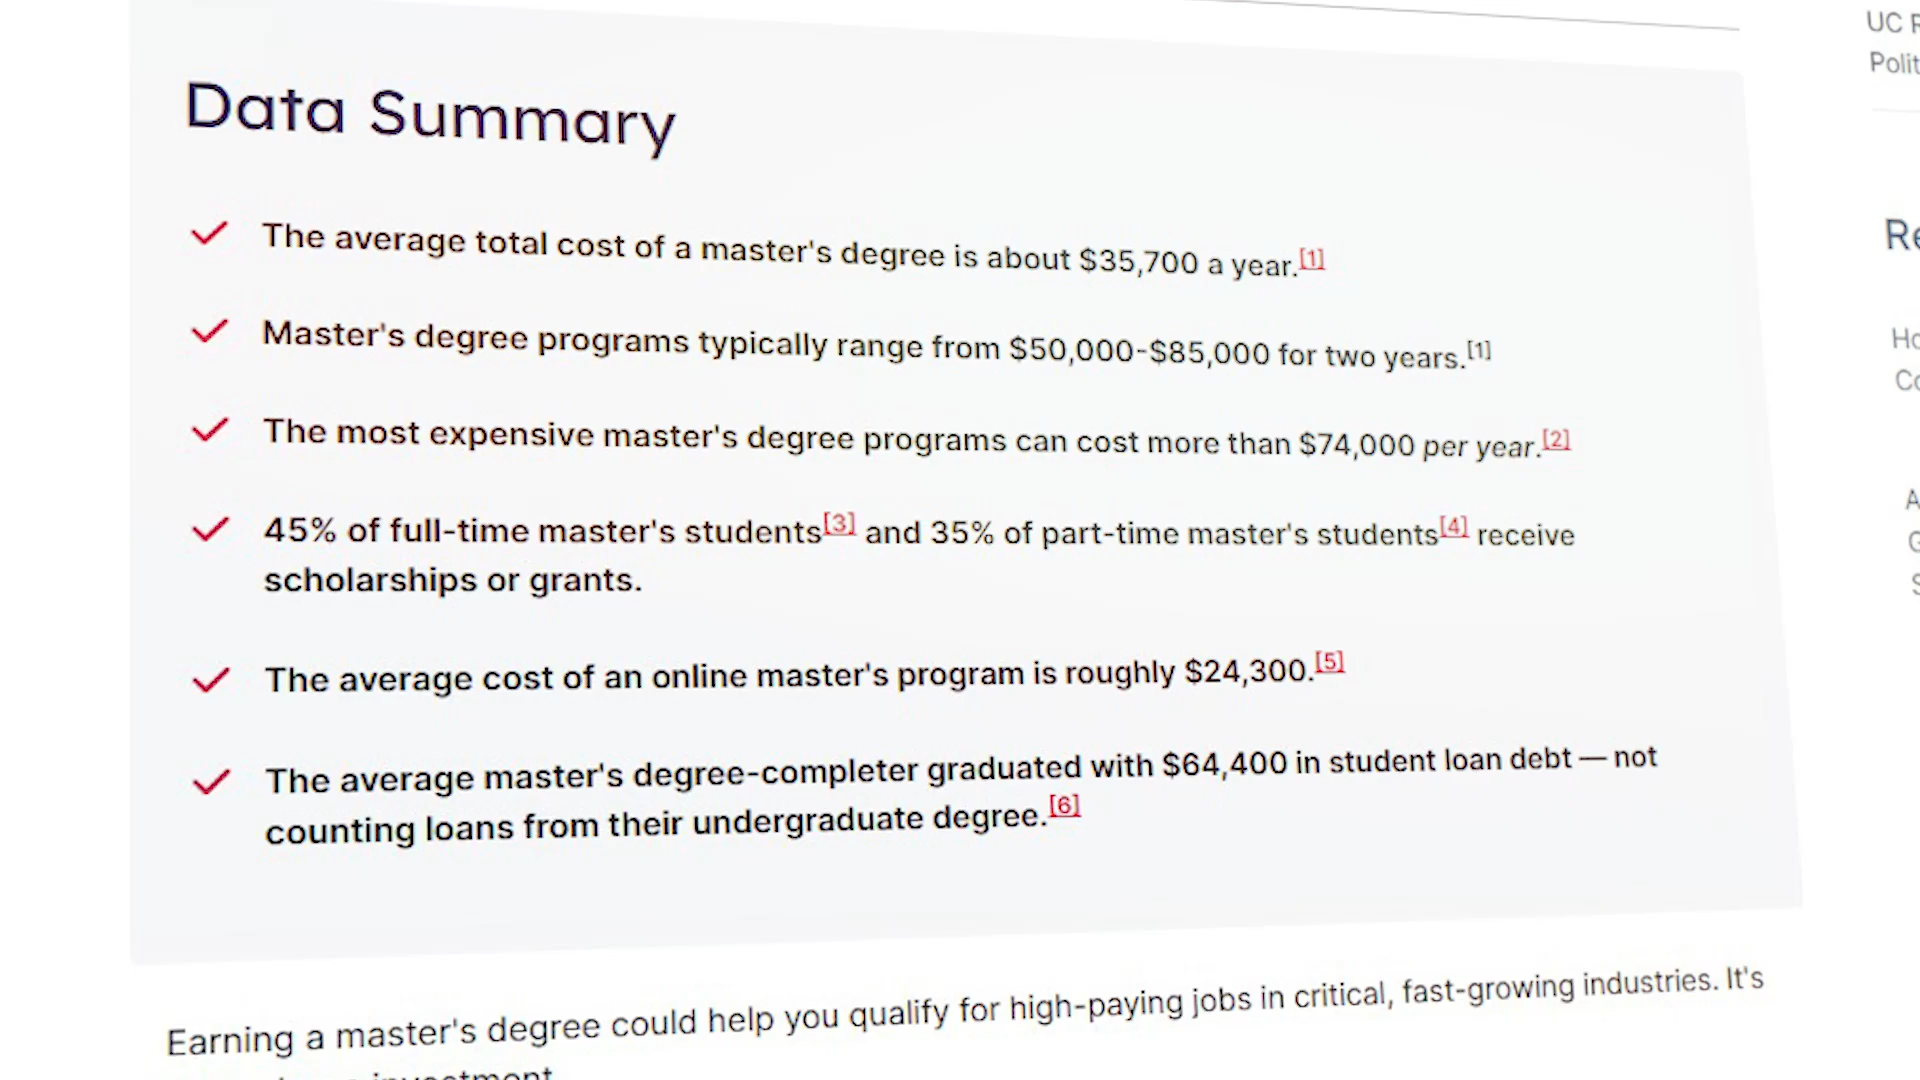 Data Summary
The average total cost of a master's degree is about $35,700 a year.[1]
Master's degree programs typically range from $50,000-$85,000 for two years.[1]
The most expensive master's degree programs can cost more than $74,000 per year.[2]
45% of full-time master's students[3] and 35% of part-time master's students[4] receive
scholarships or grants.
The average cost of an online master's program is roughly $24,300.[5]
The average master's degree-completer graduated with $64,400 in student loan debt — not
counting loans from their undergraduate degree.[6]
Earning a master's degree could help you qualify for high-paying jobs in critical, fast-growing industries. It's
investment
UC